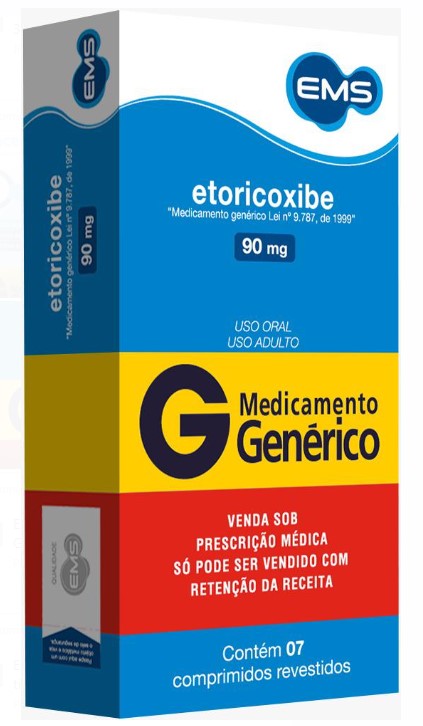 EMS
etoricoxibe
"Medicamento genérico Lei nº 9.787, de 1999"
90 mg
USO ORAL
USO ADULTO
G Medicamento
Genérico
VENDA SOB
PRESCRIÇÃO MÉDICA
SÓ PODE SER VENDIDO COM
RETENÇÃO DA RECEITA
Contém 07
comprimidos revestidos
EMS
etoricoxibe
"Medicamento genérico Lei nº 9.787, de 1999"
90 mg
QUALIDADE
EMS